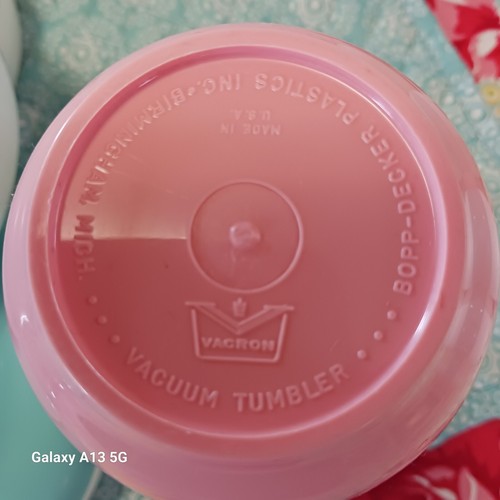 BOPP-DECKER PLASTICS INC. • BIRMINGHAM, MICH.
MADE IN
U.S.A.
VACRON
VACUUM TUMBLER
Galaxy A13 5G